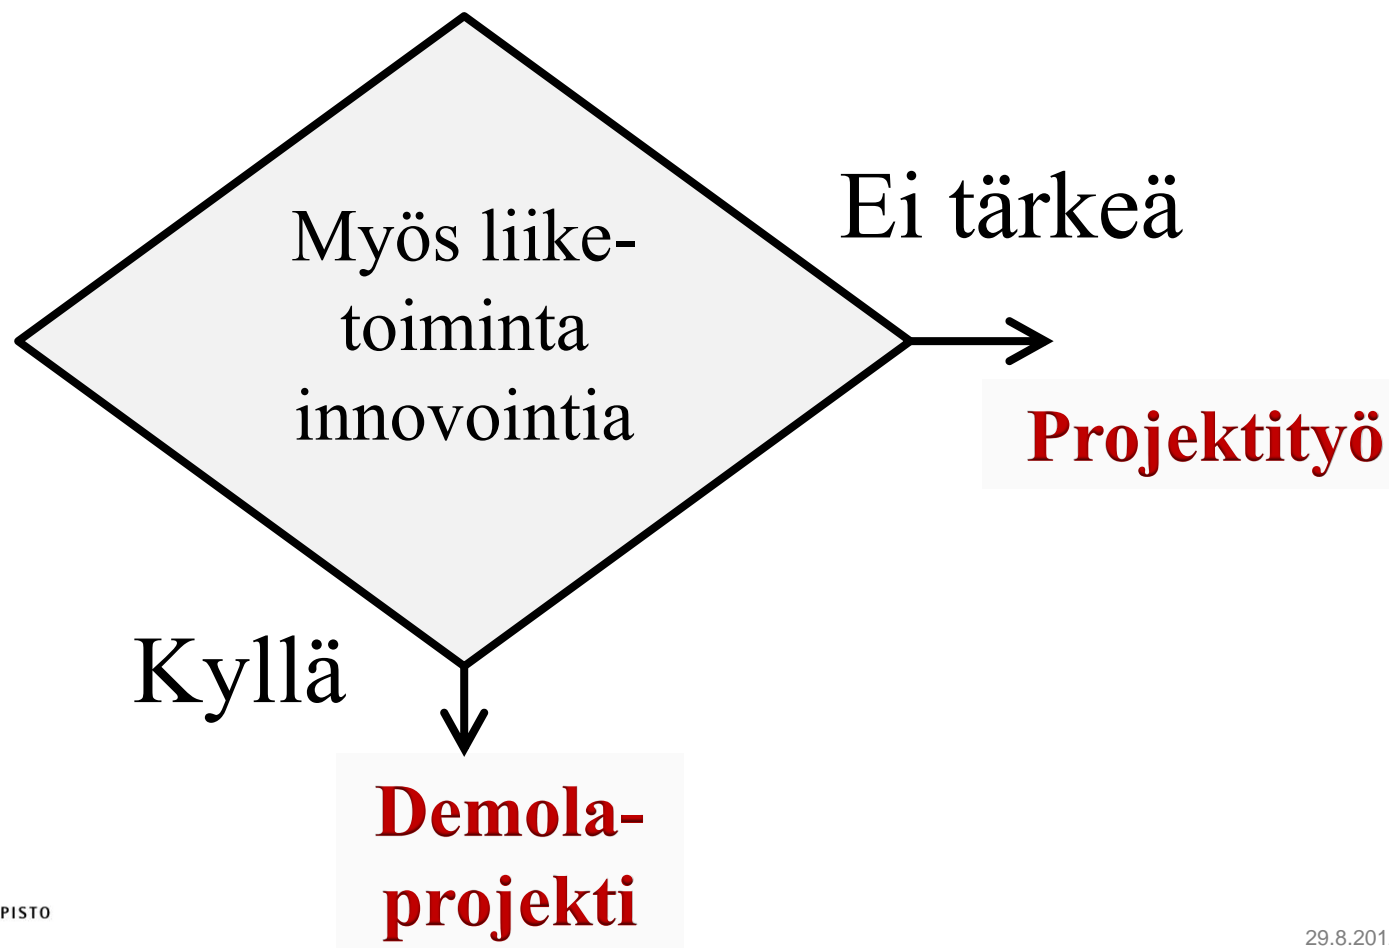 Myös liike-
toiminta
innovointia
Ei tärkeä
Projektityö
Kyllä
Demola-
projekti
PISTO
29.8.201